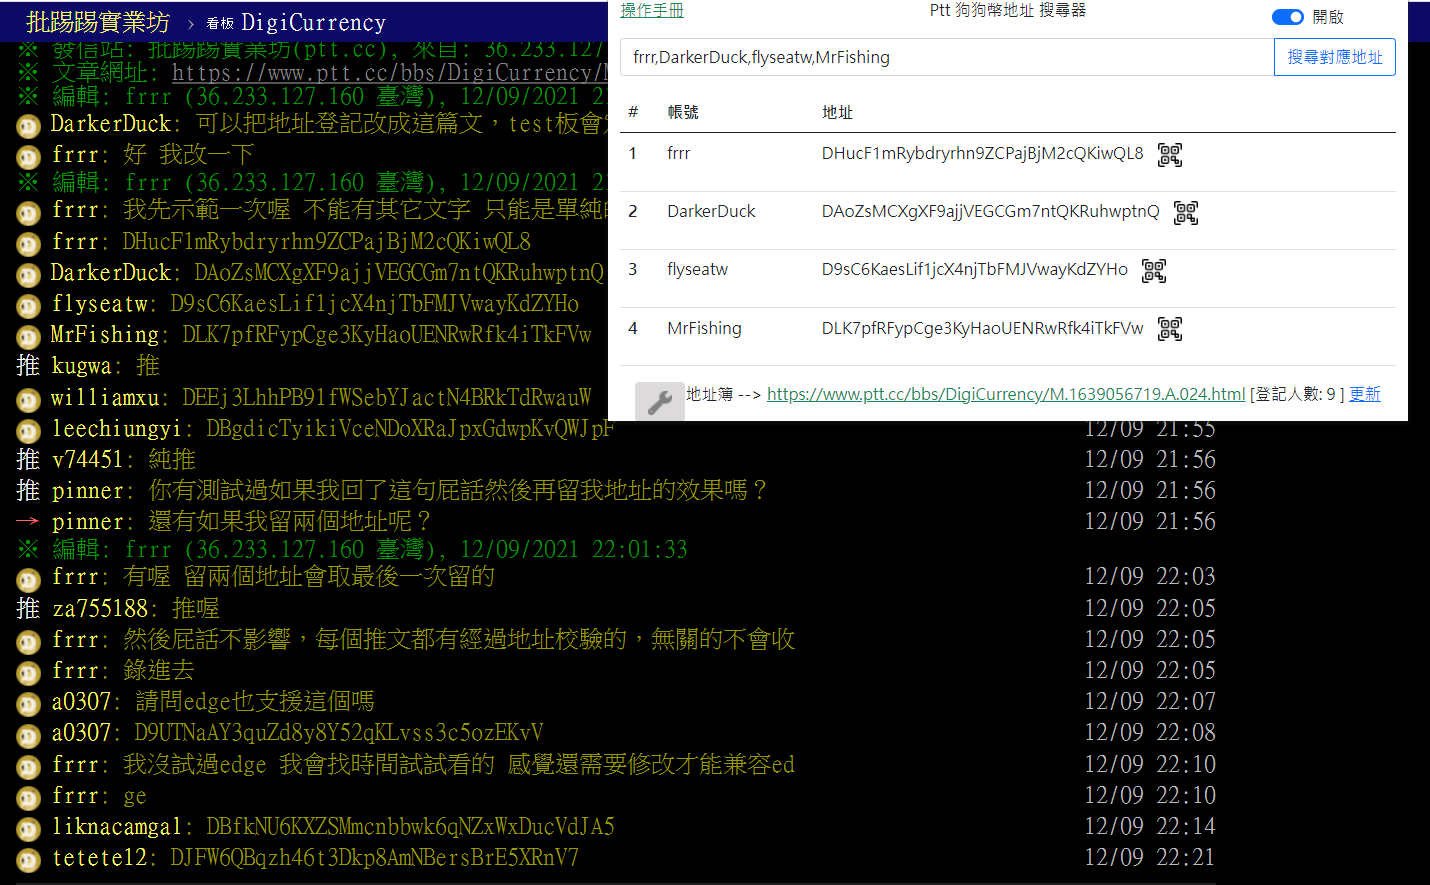 批踢踢實業坊 › 看板 DigiCurrency
※ 發信站: 批踢踢實業坊(ptt.cc), 來自: 36.233.127
※ 文章網址: https://www.ptt.cc/bbs/DigiCurrency/
※ 編輯: frrr (36.233.127.160 臺灣), 12/09/2021
DarkerDuck: 可以把地址登記改成這篇文，test板會
frrr: 好 我改一下
※ 編輯: frrr (36.233.127.160 臺灣), 12/09/2021
frrr: 我先示範一次喔 不能有其它文字 只能是單純
frrr: DHucF1mRybdryrhn9ZCPajBjM2cQKiwQL8
DarkerDuck: DAoZsMCXgXF9ajjVEGCGm7ntQKRuhwptnQ
flyseatw: D9sC6KaesLif1jcX4njTbFMJVwayKdZYHo
MrFishing: DLK7pfRFypCge3KyHaoUENRwRfk4iTkFVw
推 kugwa: 推
williamxu: DEEj3LhhPB91fWSebYJactN4BRkTdRwauW
leechiungyi: DBgdicTyikiVceNDoXRaJpxGdwpKvQWJpF 12/09 21:55
推 v74451: 純推 12/09 21:56
推 pinner: 你有測試過如果我回了這句屁話然後再留我地址的效果嗎？ 12/09 21:56
→ pinner: 還有如果我留兩個地址呢？ 12/09 21:56
※ 編輯: frrr (36.233.127.160 臺灣), 12/09/2021 22:01:33
frrr: 有喔 留兩個地址會取最後一次留的 12/09 22:03
推 za755188: 推喔 12/09 22:05
frrr: 然後屁話不影響，每個推文都有經過地址校驗的，無關的不會收 12/09 22:05
frrr: 錄進去 12/09 22:05
a0307: 請問edge也支援這個嗎 12/09 22:07
a0307: D9UTNaAY3quZd8y8Y52qKLvss3c5ozEKvV 12/09 22:08
frrr: 我沒試過edge 我會找時間試試看的 感覺還需要修改才能兼容ed 12/09 22:10
frrr: ge 12/09 22:10
liknacamgal: DBfkNU6KXZSMmcnbbwk6qNZxWxDucVdJA5 12/09 22:14
tetete12: DJFW6QBqzh46t3Dkp8AmNBersBrE5XRnV7 12/09 22:21
操作手冊 Ptt 狗狗幣地址 搜尋器 開啟
frrr,DarkerDuck,flyseatw,MrFishing 搜尋對應地址
# 帳號 地址
1 frrr DHucF1mRybdryrhn9ZCPajBjM2cQKiwQL8
2 DarkerDuck DAoZsMCXgXF9ajjVEGCGm7ntQKRuhwptnQ
3 flyseatw D9sC6KaesLif1jcX4njTbFMJVwayKdZYHo
4 MrFishing DLK7pfRFypCge3KyHaoUENRwRfk4iTkFVw
地址簿 --> https://www.ptt.cc/bbs/DigiCurrency/M.1639056719.A.024.html [登記人數: 9 ] 更新